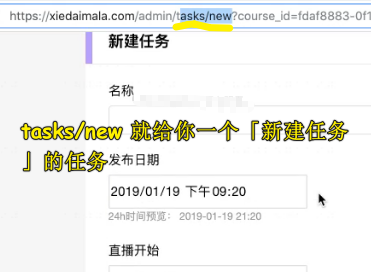 https://xiedaimala.com/admin/tasks/new?course_id=fdaf8883-0f1
新建任务
名称
tasks/new 就给你一个「新建任务
」的任务
发布日期
2019/01/19 下午09:20
24h时间预览： 2019-01-19 21:20
直播开始